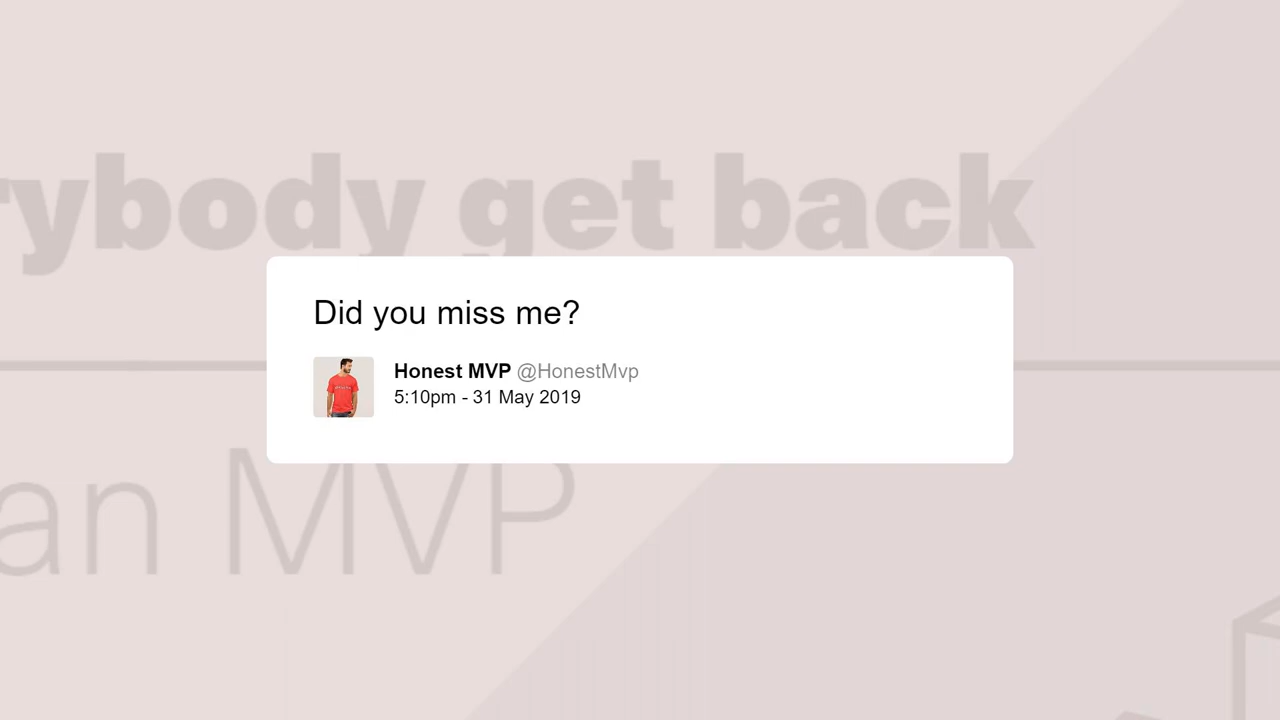 rybody get back
Did you miss me?
Honest MVP @HonestMvp
5:10pm - 31 May 2019
an MVP